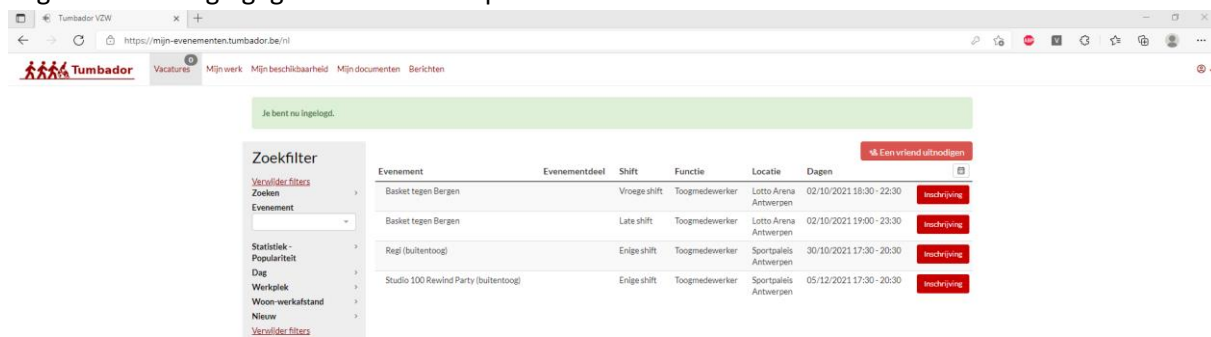 Tumbador VZW
https://mijn-evenementen.tumbador.be/nl
Tumbador Vacatures 0 Mijn werk Mijn beschikbaarheid Mijn documenten Berichten
Je bent nu ingelogd.
Een vriend uitnodigen
Zoekfilter
Verwijder filters
Zoeken
Evenement
Statistiek -
Populariteit
Dag
Werkplek
Woon-werkafstand
Nieuw
Verwijder filters
Evenement Evenementdeel Shift Functie Locatie Dagen
Basket tegen Bergen Vroege shift Toogmedewerker Lotto Arena 02/10/2021 18:30 - 22:30 Inschrijving
Antwerpen
Basket tegen Bergen Late shift Toogmedewerker Lotto Arena 02/10/2021 19:00 - 23:30 Inschrijving
Antwerpen
Regi (buitentoog) Enige shift Toogmedewerker Sportpaleis 30/10/2021 17:30 - 20:30 Inschrijving
Antwerpen
Studio 100 Rewind Party (buitentoog) Enige shift Toogmedewerker Sportpaleis 05/12/2021 17:30 - 20:30 Inschrijving
Antwerpen